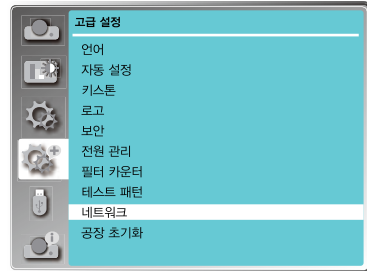 고급 설정
언어
자동 설정
키스톤
로고
보안
전원 관리
필터 카운터
테스트 패턴
네트워크
공장 초기화